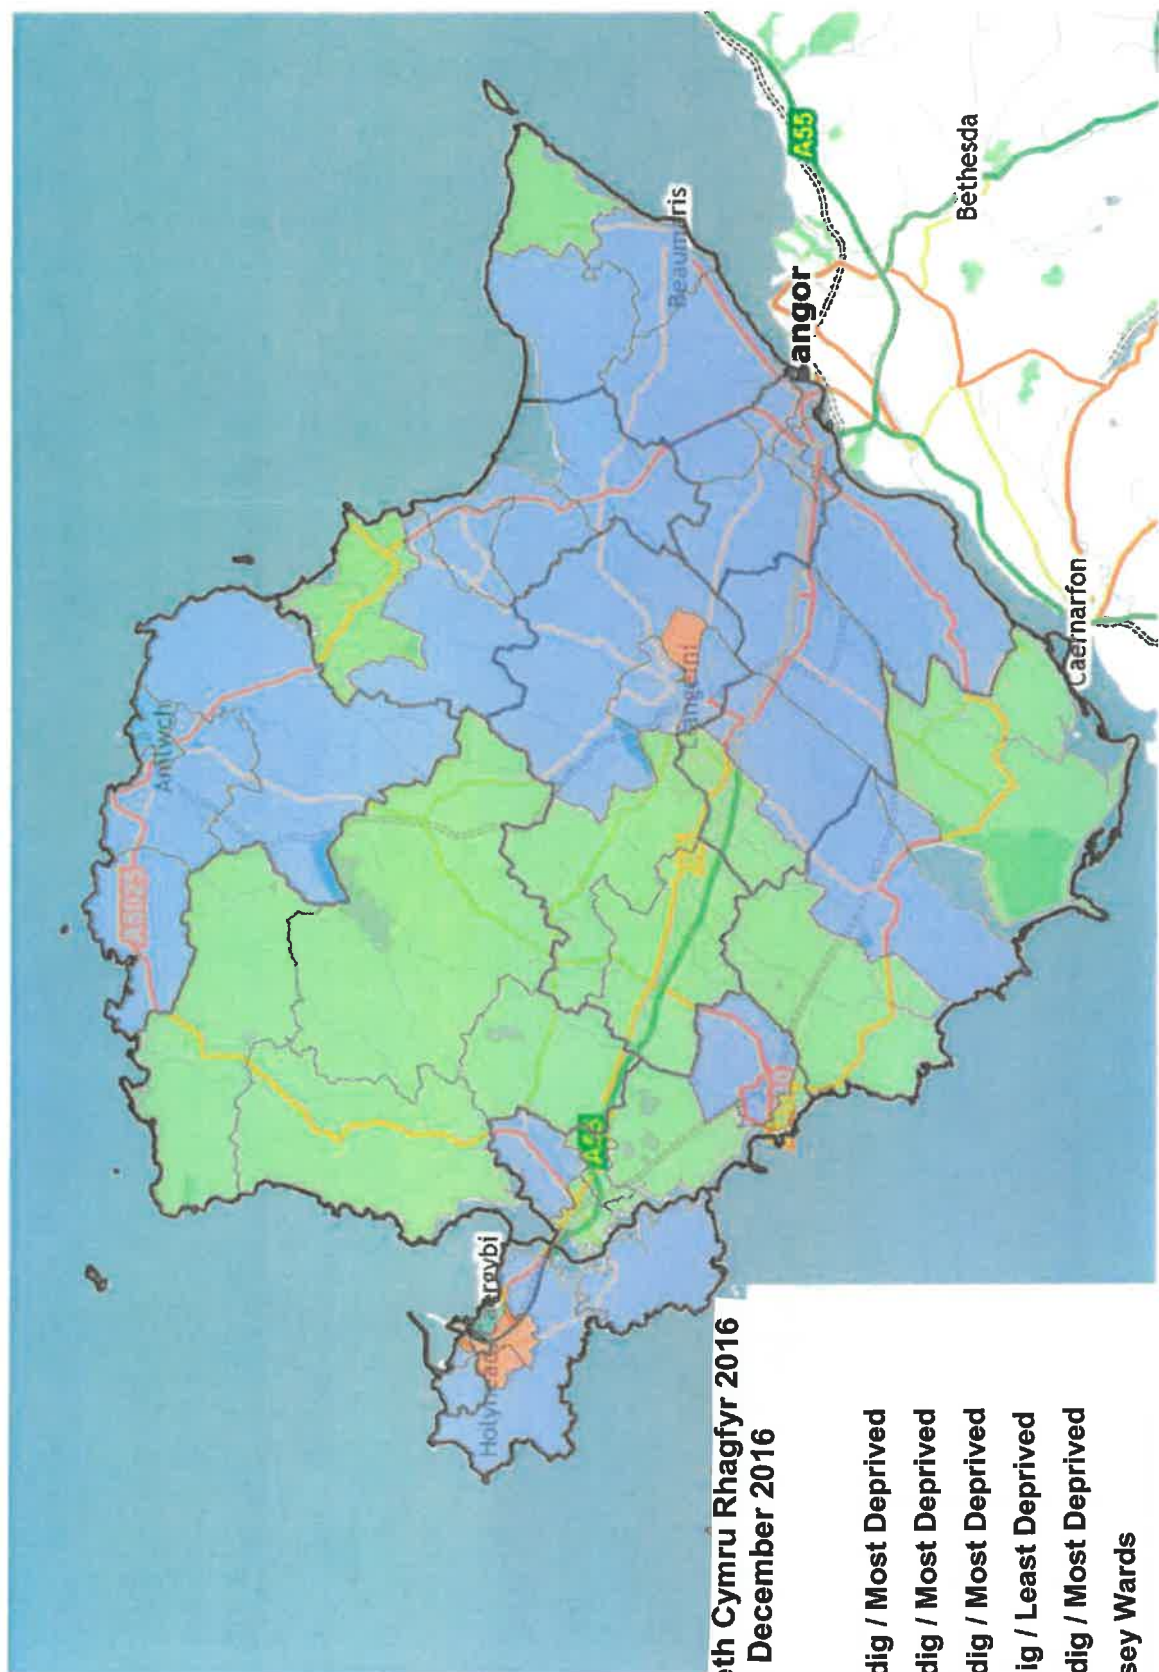 A5025
Amlwch
A55
Bethesda
Beaumaris
Bangor
Caernarfon
Llangefni
A55
Caergybi
Holyhead
eth Cymru Rhagfyr 2016
December 2016
dig / Most Deprived
dig / Most Deprived
dig / Most Deprived
ig / Least Deprived
dig / Most Deprived
sey Wards